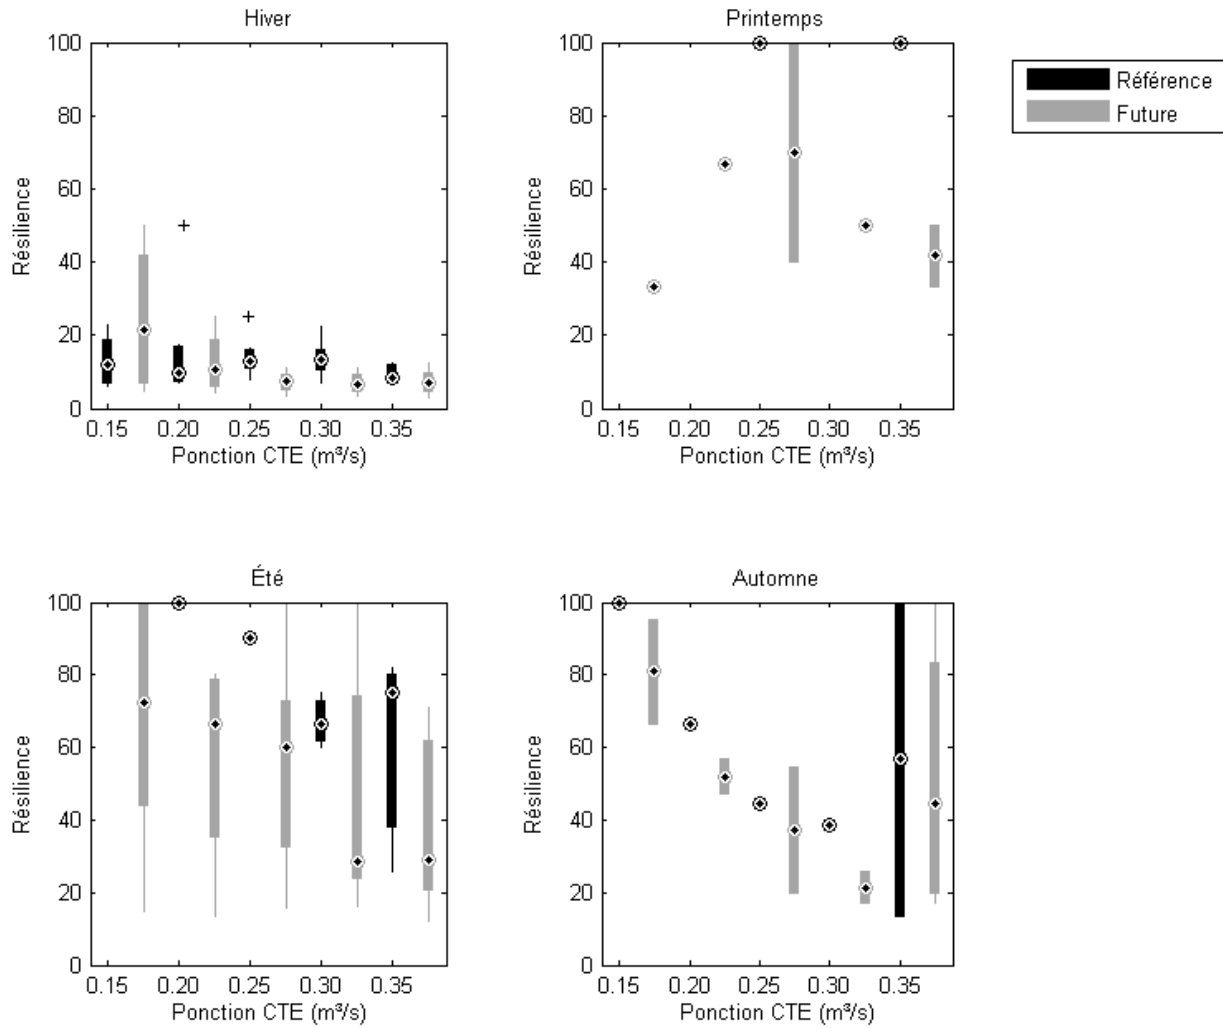 Hiver
Résilience
100
80
60
40
20
0
0.15 0.20 0.25 0.30 0.35
Ponction CTE (m³/s)
Printemps
Résilience
100
80
60
40
20
0
0.15 0.20 0.25 0.30 0.35
Ponction CTE (m³/s)
Référence
Future
Été
Résilience
100
80
60
40
20
0
0.15 0.20 0.25 0.30 0.35
Ponction CTE (m³/s)
Automne
Résilience
100
80
60
40
20
0
0.15 0.20 0.25 0.30 0.35
Ponction CTE (m³/s)